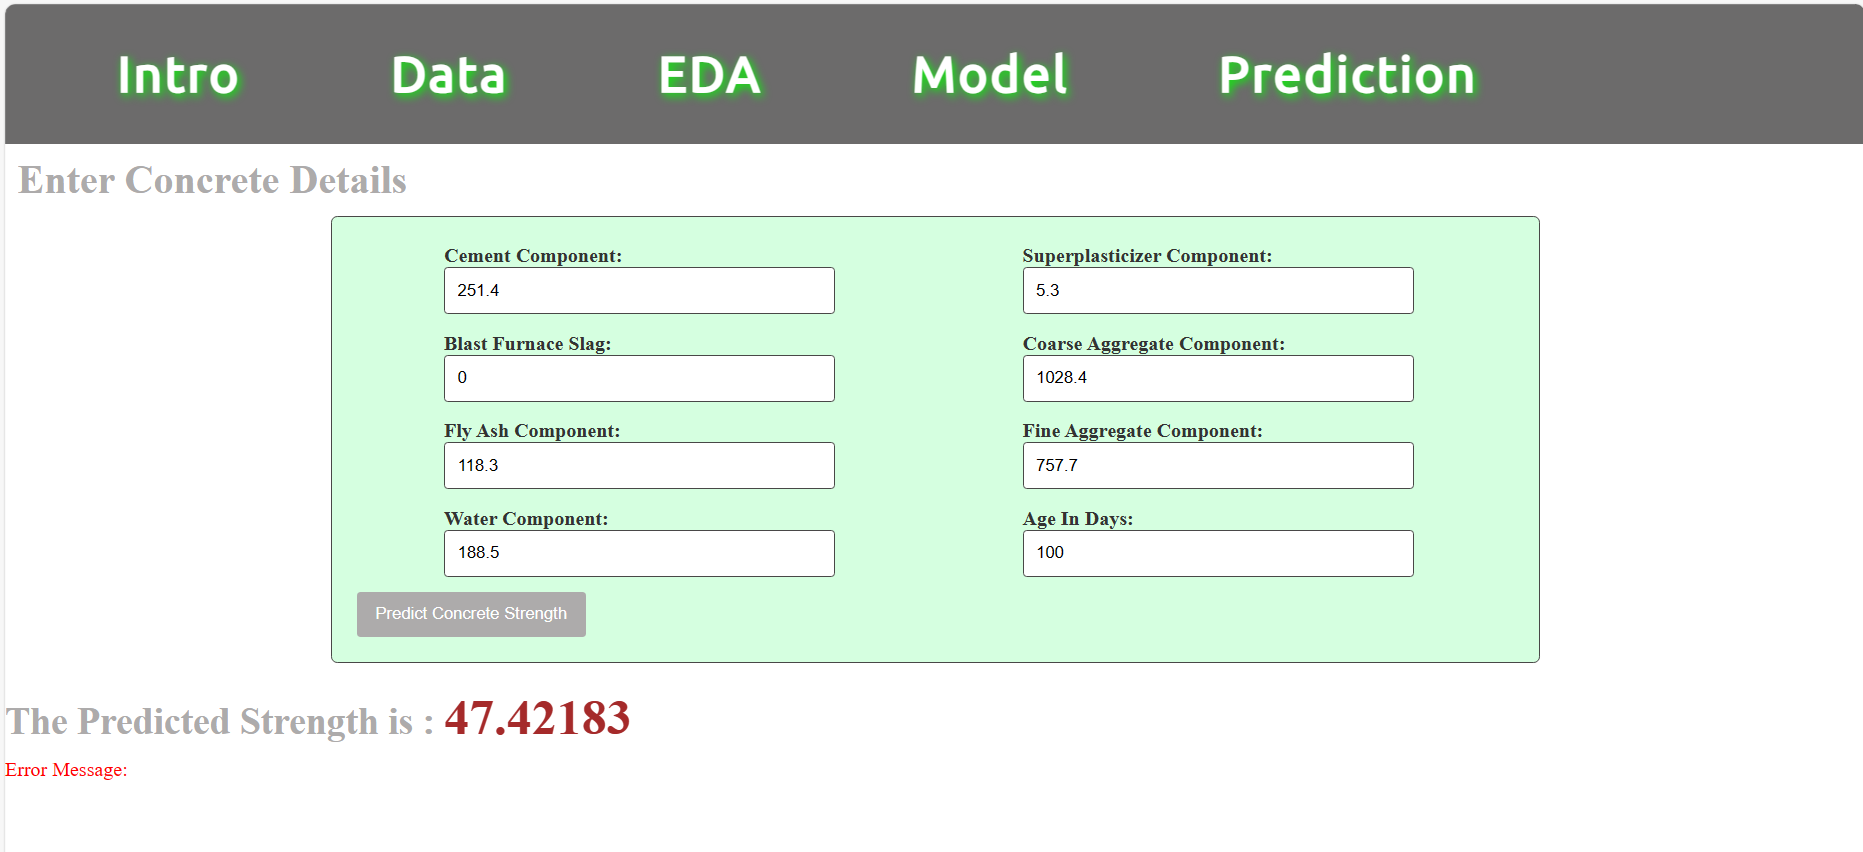 Intro Data EDA Model Prediction
Enter Concrete Details
Cement Component:
251.4
Superplasticizer Component:
5.3
Blast Furnace Slag:
0
Coarse Aggregate Component:
1028.4
Fly Ash Component:
118.3
Fine Aggregate Component:
757.7
Water Component:
188.5
Age In Days:
100
Predict Concrete Strength
The Predicted Strength is : 47.42183
Error Message: